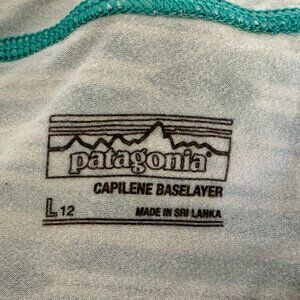 patagonia®
CAPILENE BASELAYER
L 12 MADE IN SRI LANKA